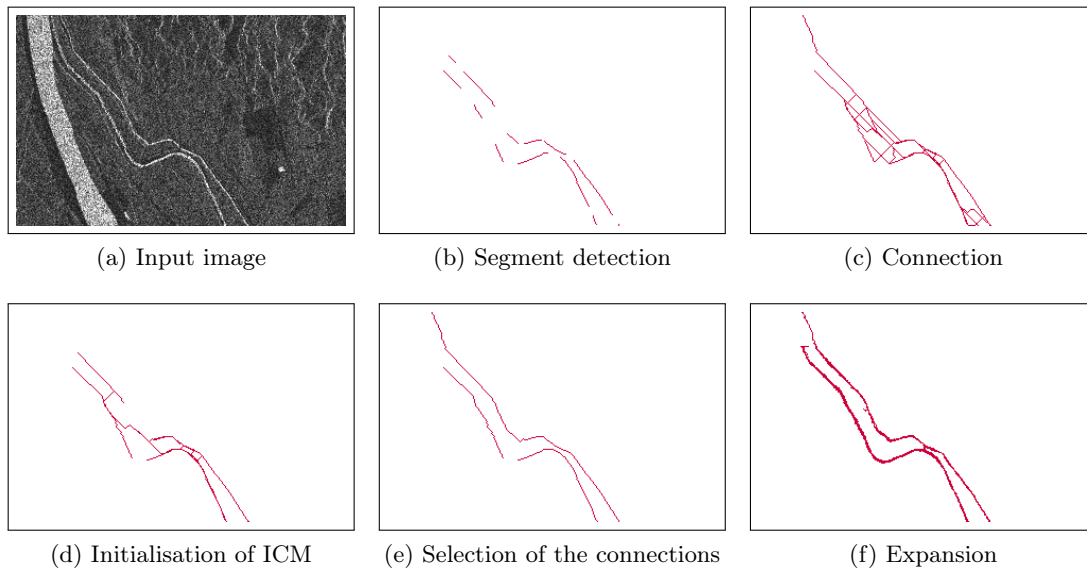 (a) Input image
(b) Segment detection
(c) Connection
(d) Initialisation of ICM
(e) Selection of the connections
(f) Expansion